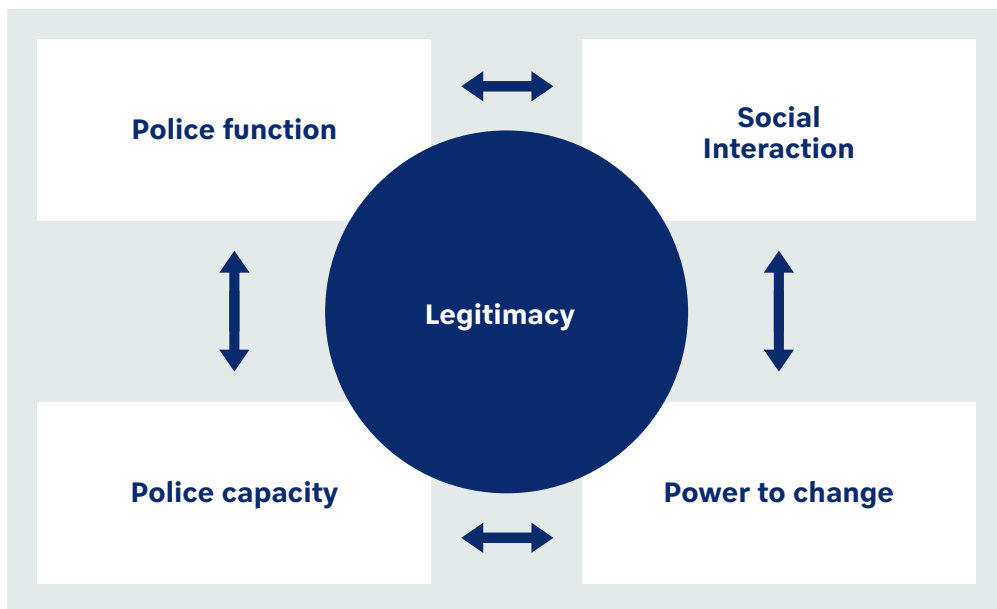 Police function
Social
Interaction
Legitimacy
Police capacity
Power to change